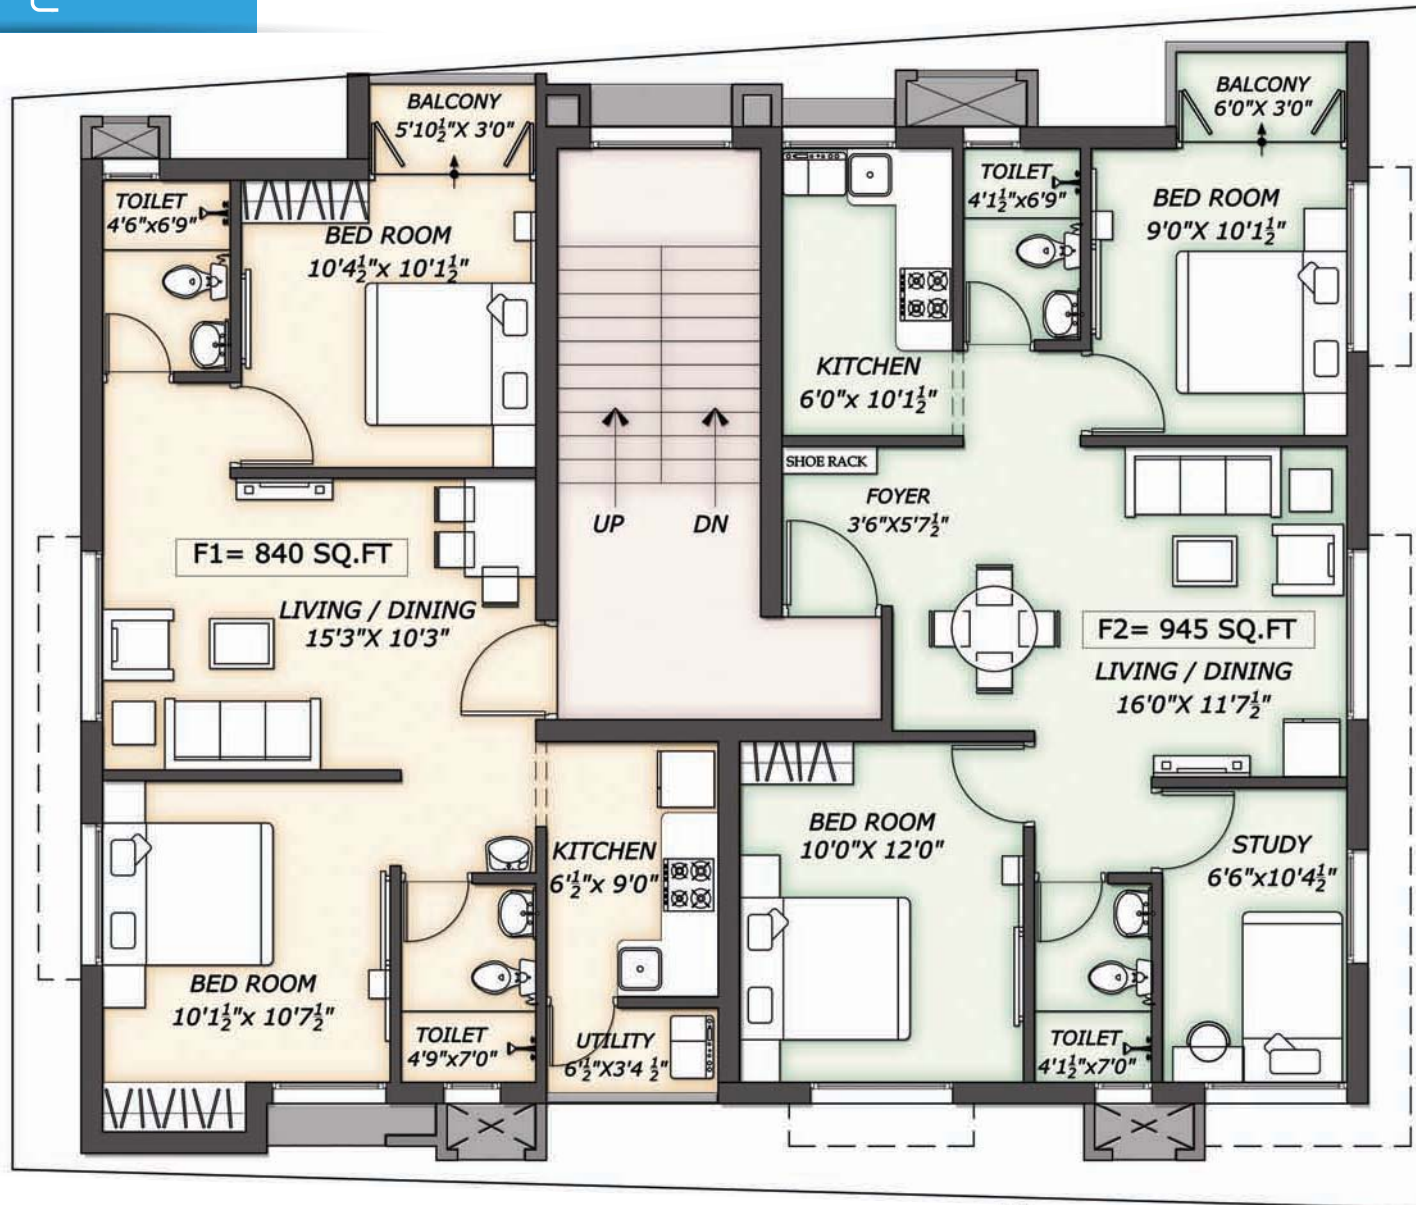 BALCONY
5'10½"X 3'0"
TOILET
4'6"x6'9"
BED ROOM
10'4½"x 10'1½"
F1= 840 SQ.FT
LIVING / DINING
15'3"X 10'3"
BED ROOM
10'1½"x 10'7½"
TOILET
4'9"x7'0"
KITCHEN
6'½"x 9'0"
UTILITY
6'½"X3'4 ½"
UP
DN
KITCHEN
6'0"x 10'1½"
TOILET
4'1½"x6'9"
BALCONY
6'0"X 3'0"
BED ROOM
9'0"X 10'1½"
SHOE RACK
FOYER
3'6"X5'7½"
F2= 945 SQ.FT
LIVING / DINING
16'0"X 11'7½"
BED ROOM
10'0"X 12'0"
TOILET
4'1½"x7'0"
STUDY
6'6"x10'4½"